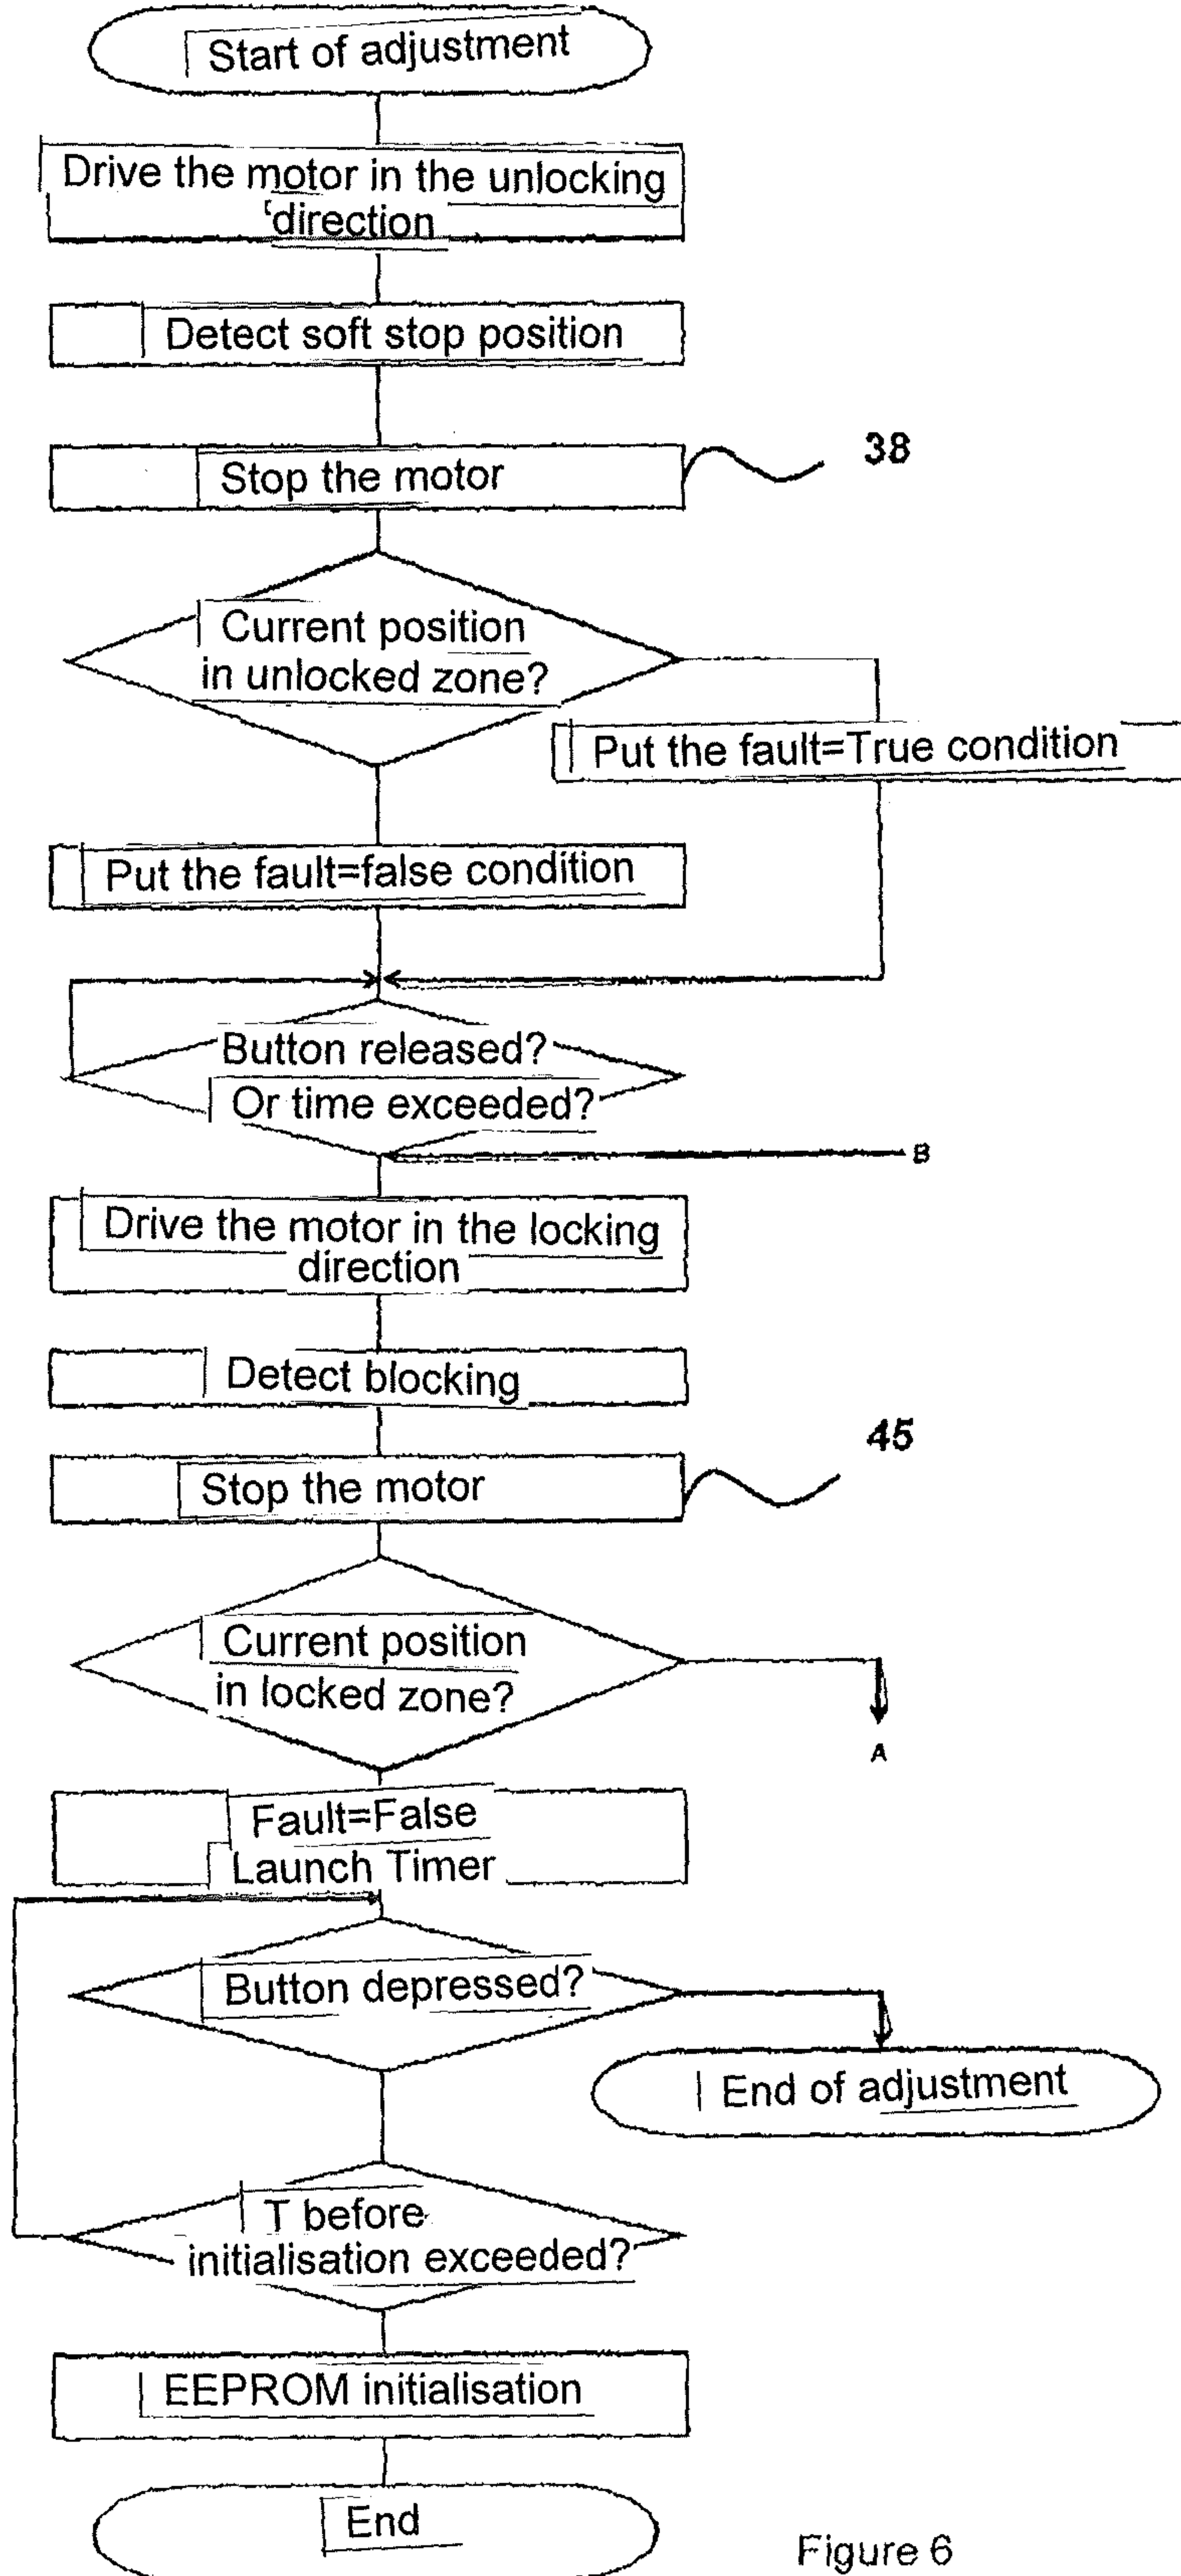 Start of adjustment
Drive the motor in the unlocking
direction
Detect soft stop position
Stop the motor
38
Current position
in unlocked zone?
Put the fault=True condition
Put the fault=false condition
Button released?
Or time exceeded?
B
Drive the motor in the locking
direction
Detect blocking
Stop the motor
45
Current position
in locked zone?
A
Fault=False
Launch Timer
Button depressed?
End of adjustment
T before
initialisation exceeded?
EEPROM initialisation
End
Figure 6